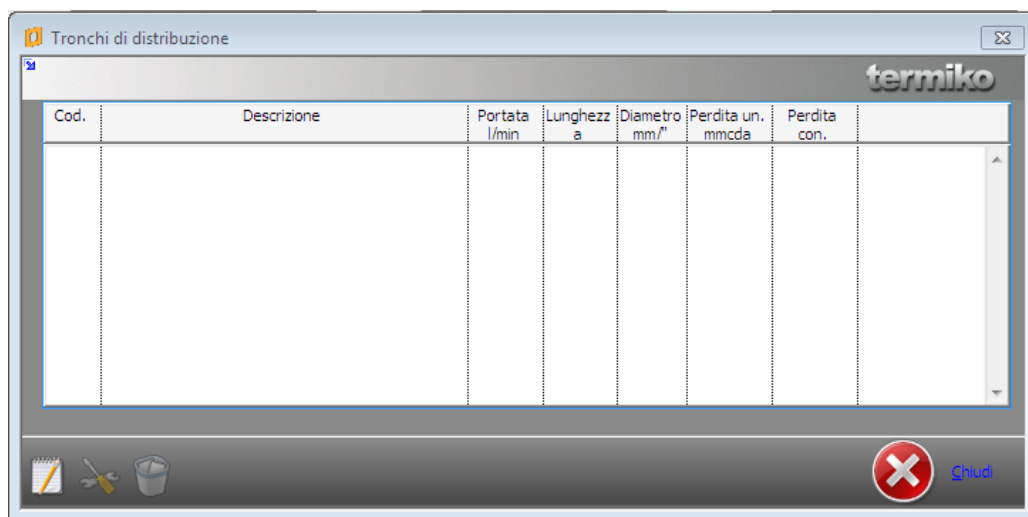 Tronchi di distribuzione
termiko
Cod. Descrizione Portata Lunghezz Diametro Perdita un. Perdita
l/min a mm/" mmcda con.
Chiudi